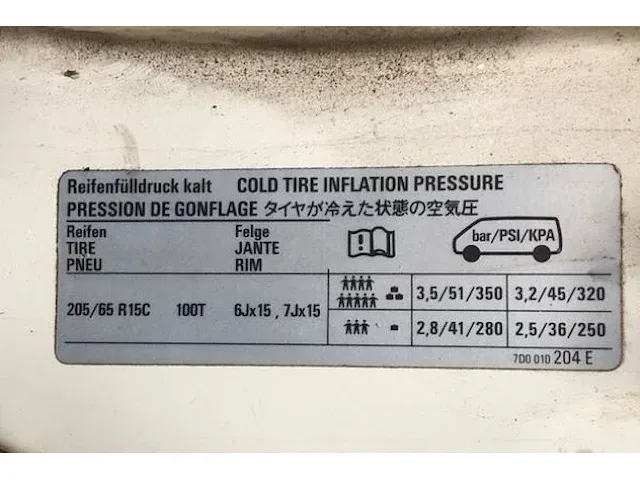 Reifenfülldruck kalt COLD TIRE INFLATION PRESSURE
PRESSION DE GONFLAGE タイヤが冷えた状態の空気圧
Reifen Felge
TIRE JANTE
PNEU RIM
bar/PSI/KPA
205/65 R15C 100T 6Jx15 , 7Jx15
3,5/51/350 3,2/45/320
2,8/41/280 2,5/36/250
7D0 010 204 E